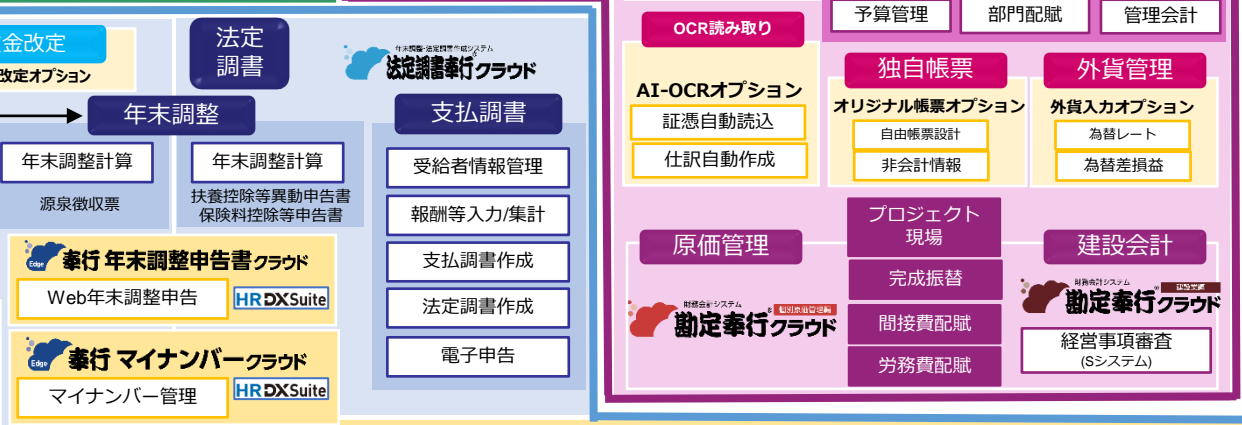 金改定
改定オプション
法定
調書
年末調整・法定調書作成システム
法定調書奉行クラウド
年末調整
支払調書
年末調整計算
源泉徴収票
年末調整計算
扶養控除等異動申告書
保険料控除等申告書
受給者情報管理
報酬等入力/集計
支払調書作成
法定調書作成
電子申告
Edge
奉行 年末調整申告書クラウド
Web年末調整申告
HR DXSuite
Edge
奉行 マイナンバークラウド
マイナンバー管理
HR DXSuite
OCR読み取り
AI-OCRオプション
証憑自動読込
仕訳自動作成
予算管理
部門配賦
管理会計
独自帳票
オリジナル帳票オプション
自由帳票設計
非会計情報
外貨管理
外貨入力オプション
為替レート
為替差損益
原価管理
財務会計システム
個別原価管理編
勘定奉行クラウド
プロジェクト
現場
完成振替
間接費配賦
労務費配賦
建設会計
財務会計システム
建設業編
勘定奉行クラウド
経営事項審査
(Sシステム)